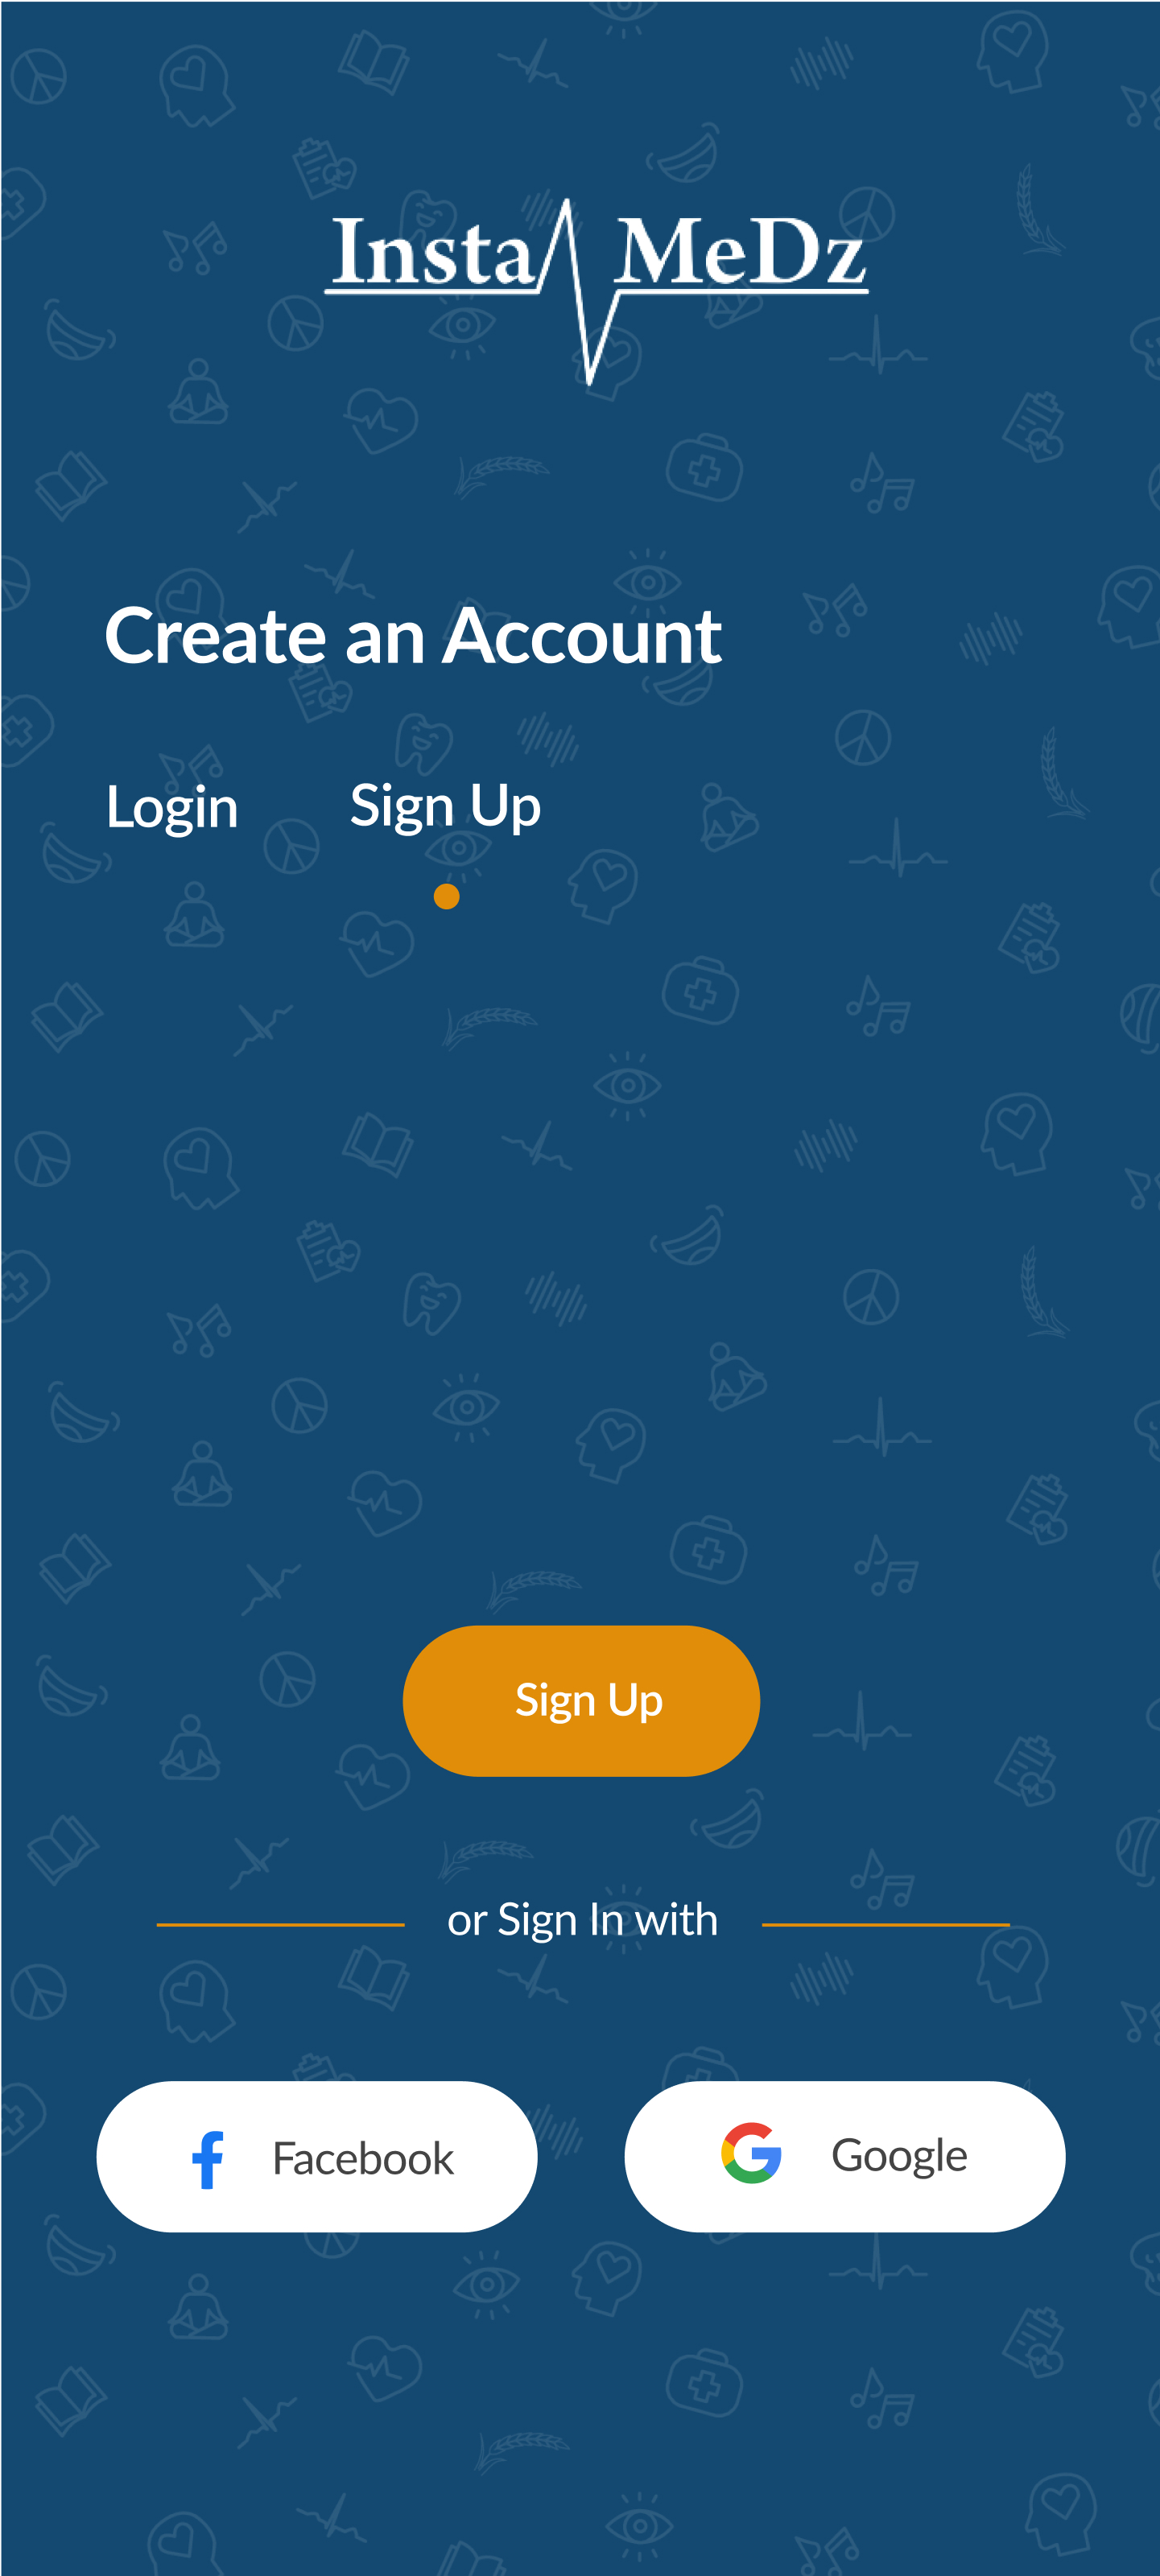 Insta MeDz
Create an Account
Login Sign Up
Sign Up
or Sign In with
Facebook Google